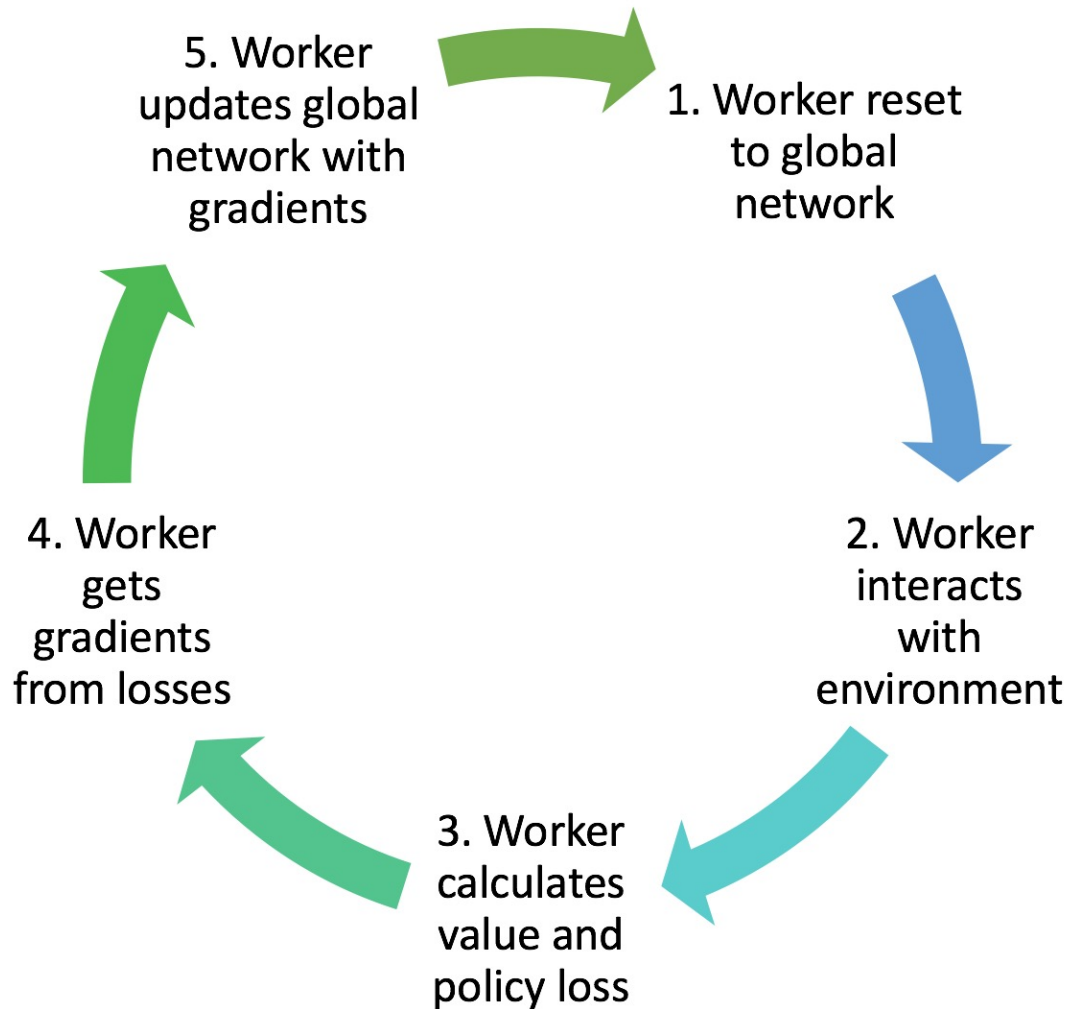 1. Worker reset
to global
network
2. Worker
interacts
with
environment
3. Worker
calculates
value and
policy loss
4. Worker
gets
gradients
from losses
5. Worker
updates global
network with
gradients